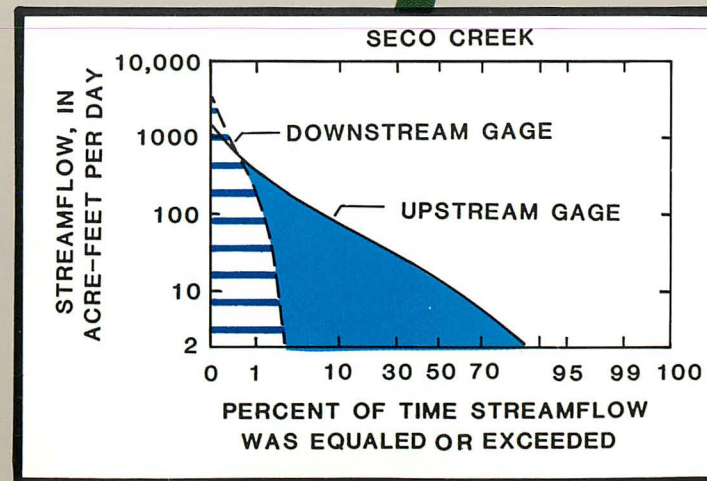 SECO CREEK
STREAMFLOW, IN
ACRE-FEET PER DAY
10,000
1000
100
10
2
DOWNSTREAM GAGE
UPSTREAM GAGE
0 1 10 30 50 70 95 99 100
PERCENT OF TIME STREAMFLOW
WAS EQUALED OR EXCEEDED